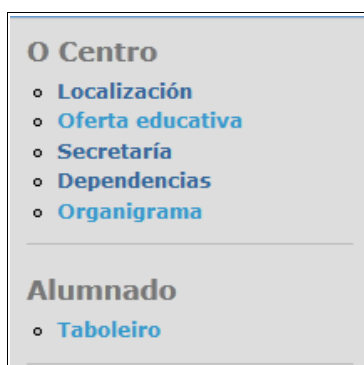 O Centro
Localización
Oferta educativa
Secretaría
Dependencias
Organigrama
Alumnado
Taboleiro